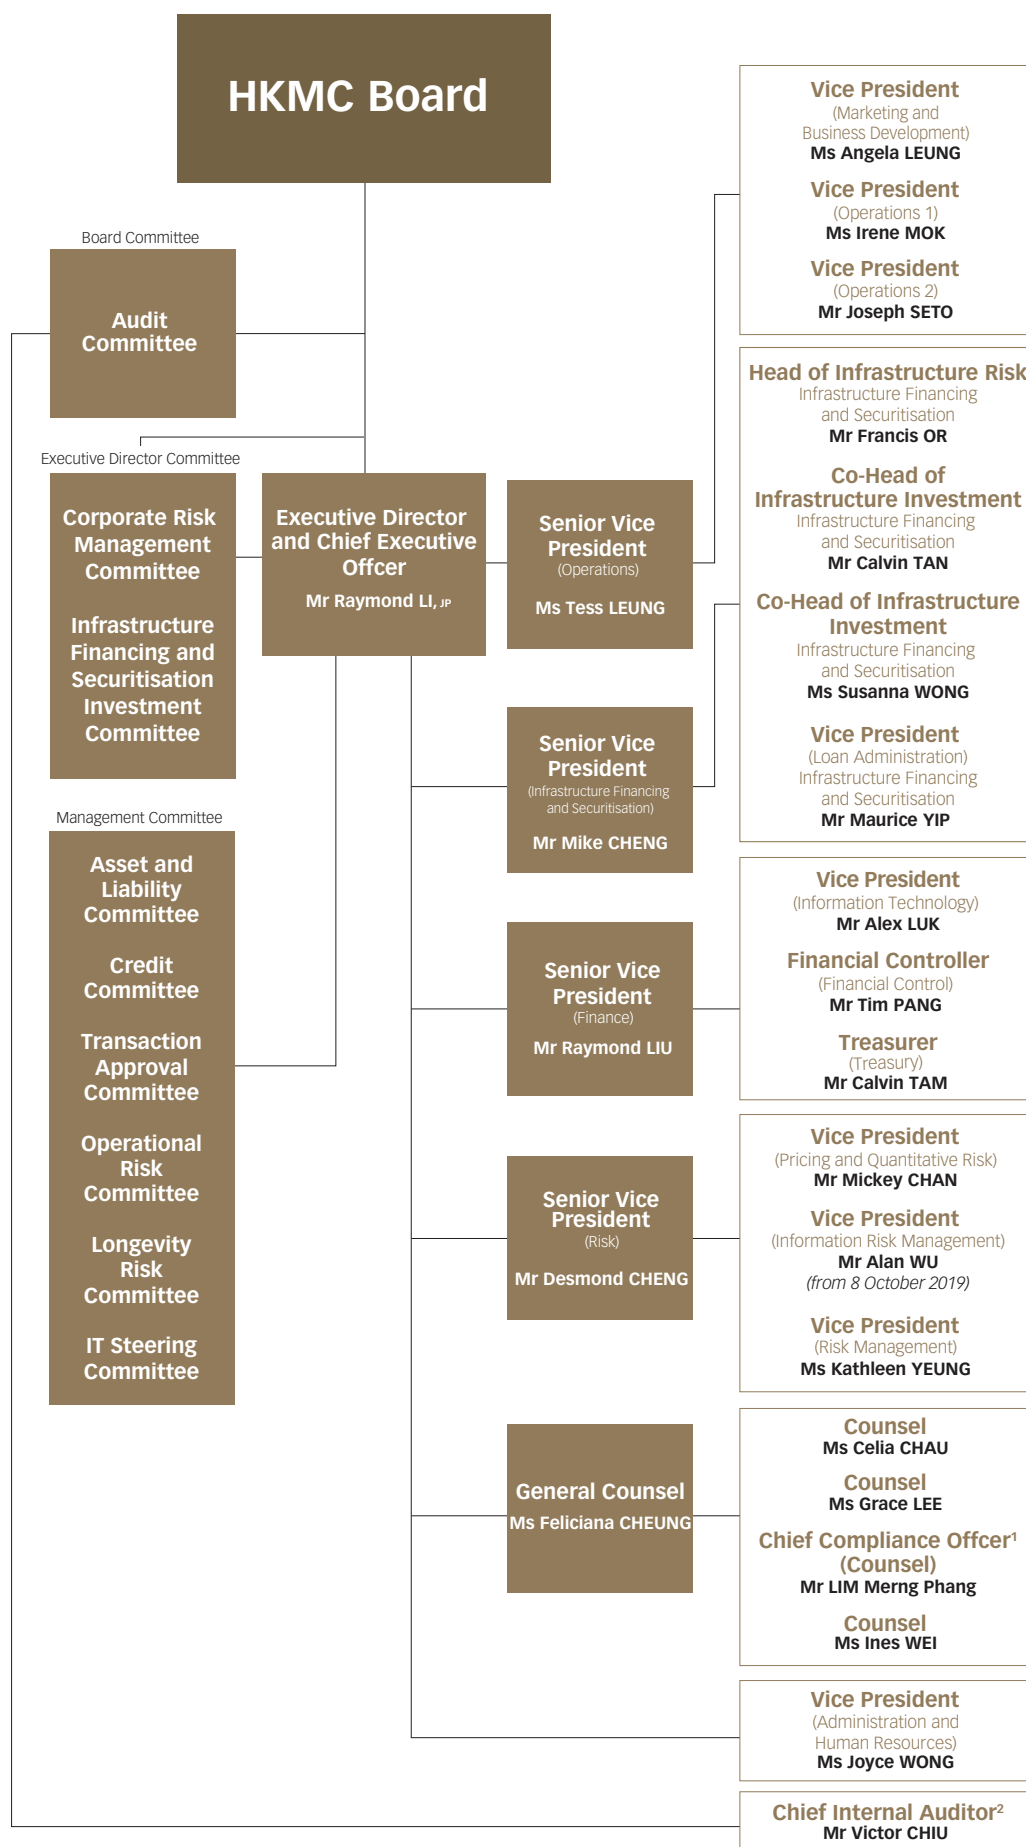 HKMC Board
Board Committee
Audit
Committee
Executive Director Committee
Corporate Risk
Management
Committee
Infrastructure
Financing and
Securitisation
Investment
Committee
Executive Director
and Chief Executive
Offcer
Mr Raymond LI, JP
Management Committee
Asset and
Liability
Committee
Credit
Committee
Transaction
Approval
Committee
Operational
Risk
Committee
Longevity
Risk
Committee
IT Steering
Committee
Senior Vice
President
(Operations)
Ms Tess LEUNG
Senior Vice
President
(Infrastructure Financing
and Securitisation)
Mr Mike CHENG
Senior Vice
President
(Finance)
Mr Raymond LIU
Senior Vice
President
(Risk)
Mr Desmond CHENG
General Counsel
Ms Feliciana CHEUNG
Vice President
(Marketing and
Business Development)
Ms Angela LEUNG
Vice President
(Operations 1)
Ms Irene MOK
Vice President
(Operations 2)
Mr Joseph SETO
Head of Infrastructure Risk
Infrastructure Financing
and Securitisation
Mr Francis OR
Co-Head of
Infrastructure Investment
Infrastructure Financing
and Securitisation
Mr Calvin TAN
Co-Head of Infrastructure
Investment
Infrastructure Financing
and Securitisation
Ms Susanna WONG
Vice President
(Loan Administration)
Infrastructure Financing
and Securitisation
Mr Maurice YIP
Vice President
(Information Technology)
Mr Alex LUK
Financial Controller
(Financial Control)
Mr Tim PANG
Treasurer
(Treasury)
Mr Calvin TAM
Vice President
(Pricing and Quantitative Risk)
Mr Mickey CHAN
Vice President
(Information Risk Management)
Mr Alan WU
(from 8 October 2019)
Vice President
(Risk Management)
Ms Kathleen YEUNG
Counsel
Ms Celia CHAU
Counsel
Ms Grace LEE
Chief Compliance Offcer¹
(Counsel)
Mr LIM Merng Phang
Counsel
Ms Ines WEI
Vice President
(Administration and
Human Resources)
Ms Joyce WONG
Chief Internal Auditor²
Mr Victor CHIU